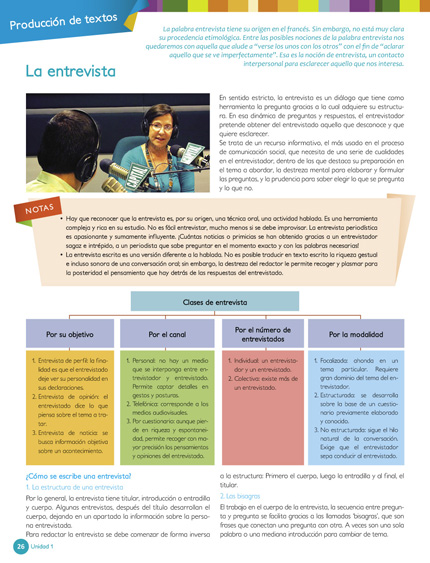 Producción de textos
La palabra entrevista tiene su origen en el francés. Sin embargo, no está muy clara
su procedencia etimológica. Entre las posibles nociones de la palabra entrevista nos
quedaremos con aquella que alude a “verse los unos con los otros” con el fin de “aclarar
aquello que se ve imperfectamente”. Esa es la noción de entrevista, un contacto
interpersonal para esclarecer aquello que nos interesa.
La entrevista
En sentido estricto, la entrevista es un diálogo que tiene como
herramienta la pregunta gracias a la cual adquiere su estructu-
ra. En esa dinámica de preguntas y respuestas, el entrevistador
pretende obtener del entrevistado aquello que desconoce y que
quiere esclarecer.
Se trata de un recurso informativo, el más usado en el proceso
de comunicación social, que necesita de una serie de cualidades
en el entrevistador, dentro de las que destaca su preparación en
el tema a abordar, la destreza mental para elaborar y formular
las preguntas, y la prudencia para saber elegir lo que se pregunta
y lo que no.
NOTAS
• Hay que reconocer que la entrevista es, por su origen, una técnica oral, una actividad hablada. Es una herramienta
compleja y rica en su estudio. No es fácil entrevistar, mucho menos si se debe improvisar. La entrevista periodística
es apasionante y sumamente influyente. ¡Cuántas noticias o primicias se han obtenido gracias a un entrevistador
sagaz e intrépido, a un periodista que sabe preguntar en el momento exacto y con las palabras necesarias!
• La entrevista escrita es una versión diferente a la hablada. No es posible traducir en texto escrito la riqueza gestual
e incluso sonora de una conversación oral; sin embargo, la destreza del redactor le permite recoger y plasmar para
la posteridad el pensamiento que hay detrás de las respuestas del entrevistado.
Clases de entrevista
Por su objetivo
1. Entrevista de perfil: la fina-
lidad es que el entrevistado
deje ver su personalidad en
sus declaraciones.
2. Entrevista de opinión: el
entrevistado dice lo que
piensa sobre el tema a tra-
tar.
3. Entrevista de noticia: se
busca información objetiva
sobre un acontecimiento.
Por el canal
1. Personal: no hay un medio
que se interponga entre en-
trevistador y entrevistado.
Permite captar detalles en
gestos y posturas.
2. Telefónica: corresponde a los
medios audiovisuales.
3. Por cuestionario: aunque pier-
de en riqueza y espontanei-
dad, permite recoger con ma-
yor precisión los pensamientos
y opiniones del entrevistado.
Por el número de
entrevistados
1. Individual: un entrevista-
dor y un entrevistado.
2. Colectiva: existe más de
un entrevistado.
Por la modalidad
1. Focalizada: ahonda en un
tema particular. Requiere
gran dominio del tema del en-
trevistador.
2. Estructurada: se desarrolla
sobre la base de un cuestio-
nario previamente elaborado
y conocido.
3. No estructurada: sigue el hilo
natural de la conversación.
Exige que el entrevistador
sepa conducir al entrevistado.
¿Cómo se escribe una entrevista?
1. La estructura de una entrevista
Por lo general, la entrevista tiene titular, introducción o entradilla
y cuerpo. Algunas entrevistas, después del título desarrollan el
cuerpo, dejando en un apartado la información sobre la perso-
na entrevistada.
Para redactar la entrevista se debe comenzar de forma inversa
a la estructura: Primero el cuerpo, luego la entradilla y al final, el
titular.
2. Las bisagras
El trabajo en el cuerpo de la entrevista, la secuencia entre pregun-
ta y pregunta se facilita gracias a las llamadas 'bisagras', que son
frases que conectan una pregunta con otra. A veces son una sola
palabra o una mediana introducción para cambiar de tema.
26 Unidad 1